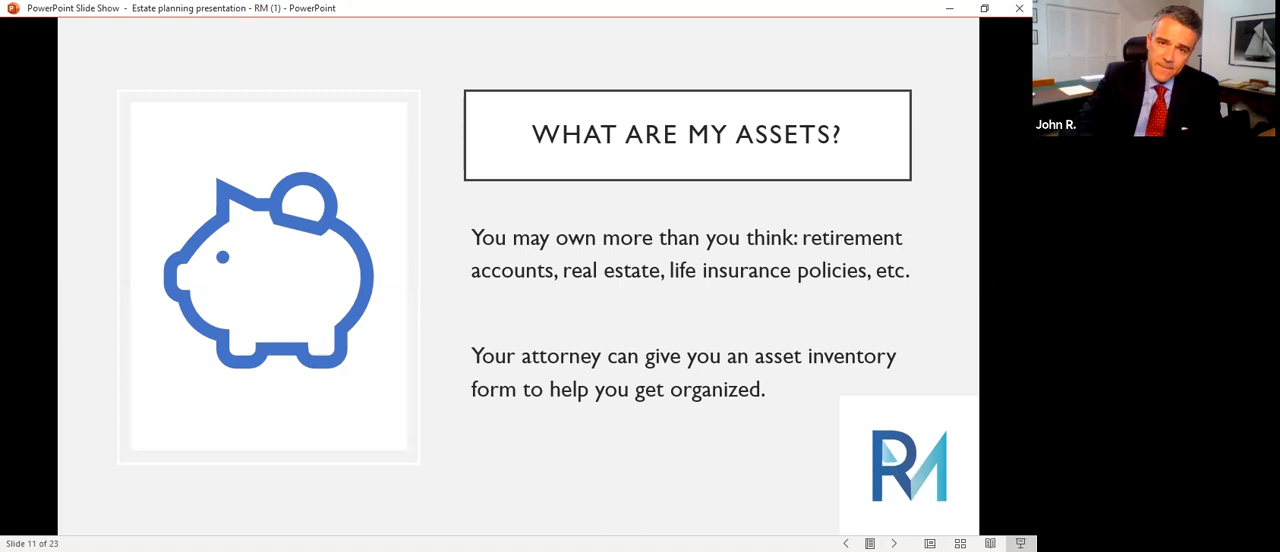 PowerPoint Slide Show - Estate planning presentation - RM (1) - PowerPoint
John R.
WHAT ARE MY ASSETS?
You may own more than you think: retirement
accounts, real estate, life insurance policies, etc.
Your attorney can give you an asset inventory
form to help you get organized.
RM
Slide 11 of 23